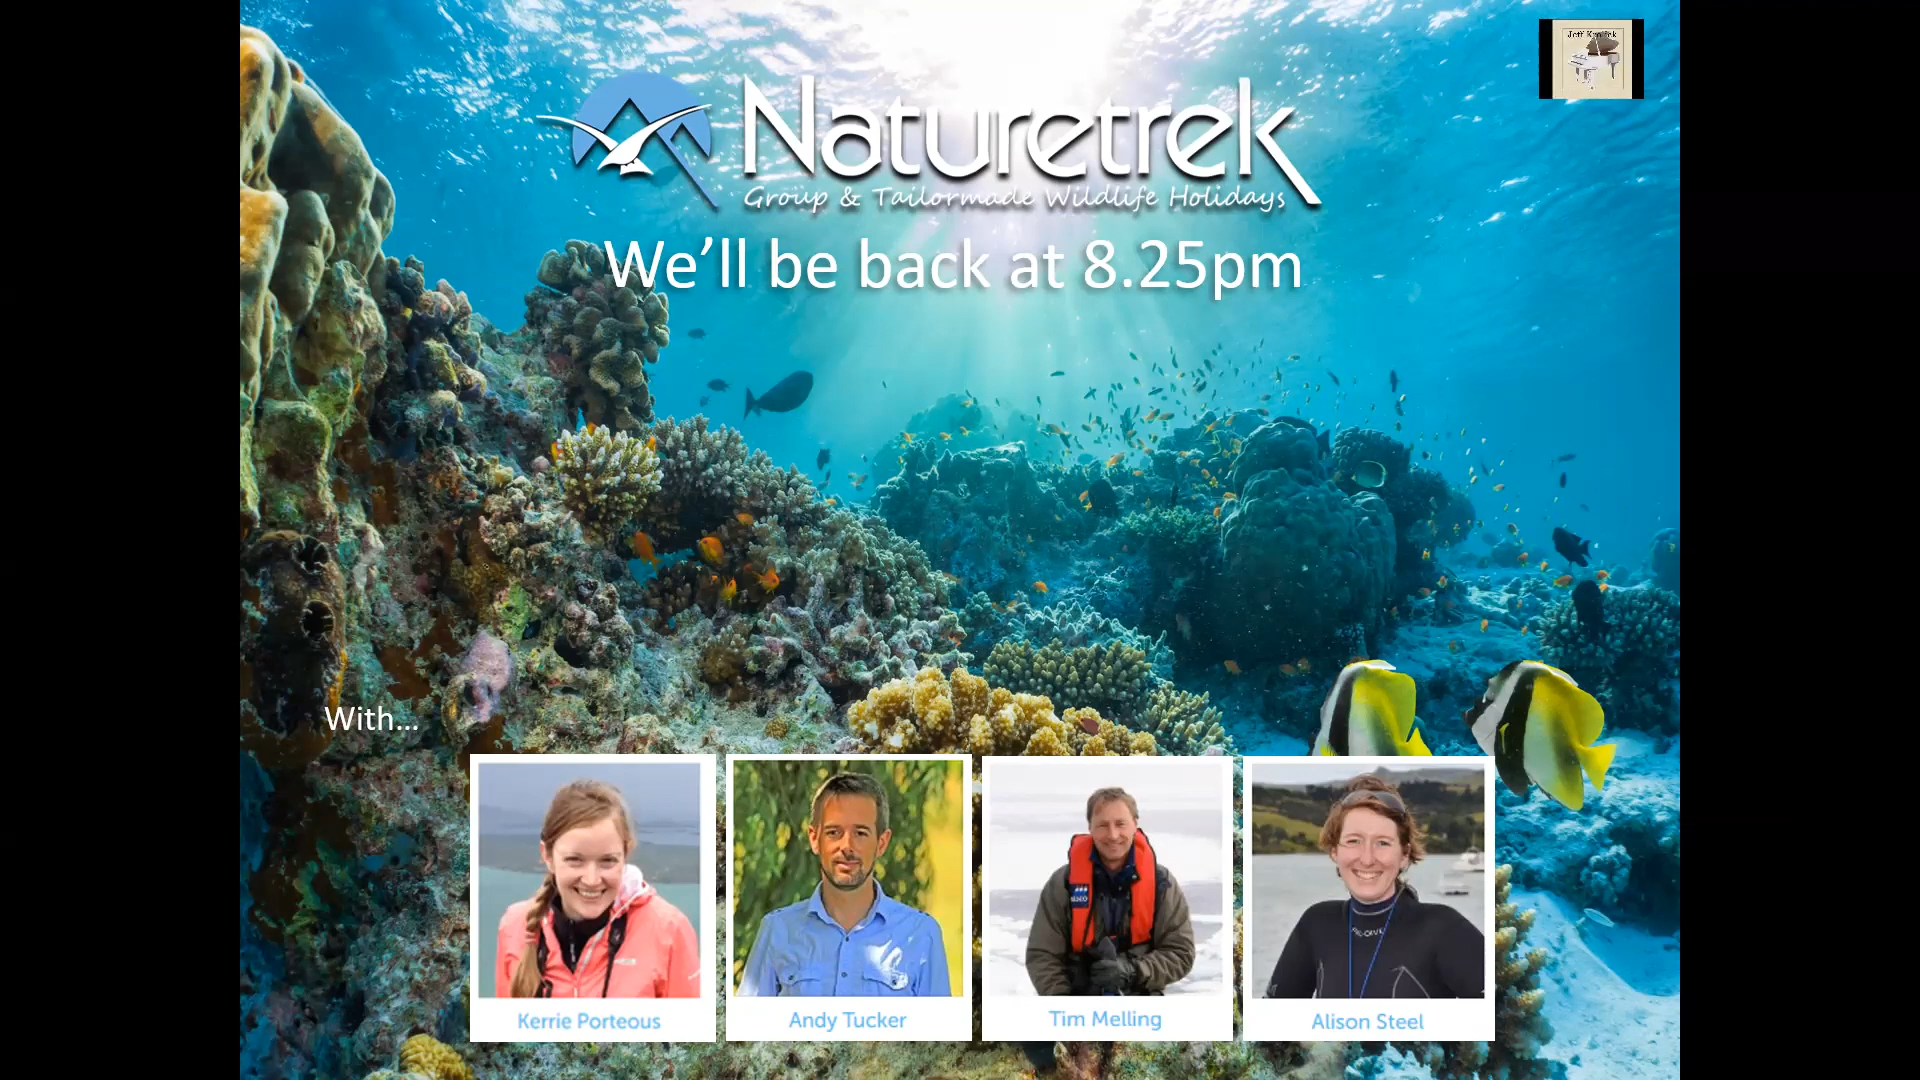 Naturetrek
Group & Tailormade Wildlife Holidays
We'll be back at 8.25pm
With...
Kerrie Porteous
Andy Tucker
Tim Melling
Alison Steel